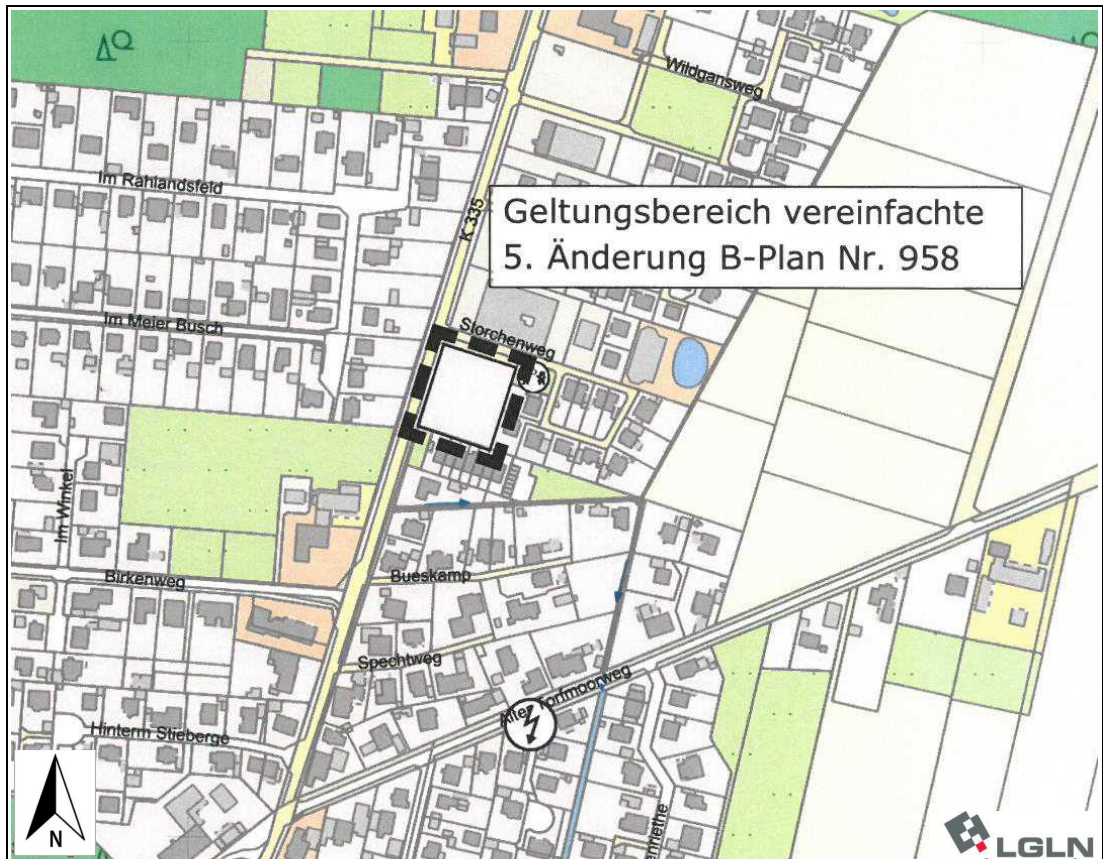 Wildgansweg
Im Rahlandsfeld
K 335
Geltungsbereich vereinfachte
5. Änderung B-Plan Nr. 958
Im Meier Busch
Storchenweg
Im Winkel
Birkenweg
Bueskamp
Spechtweg
Alter Torfmoorweg
Hinterm Stieberge
N
LGLN